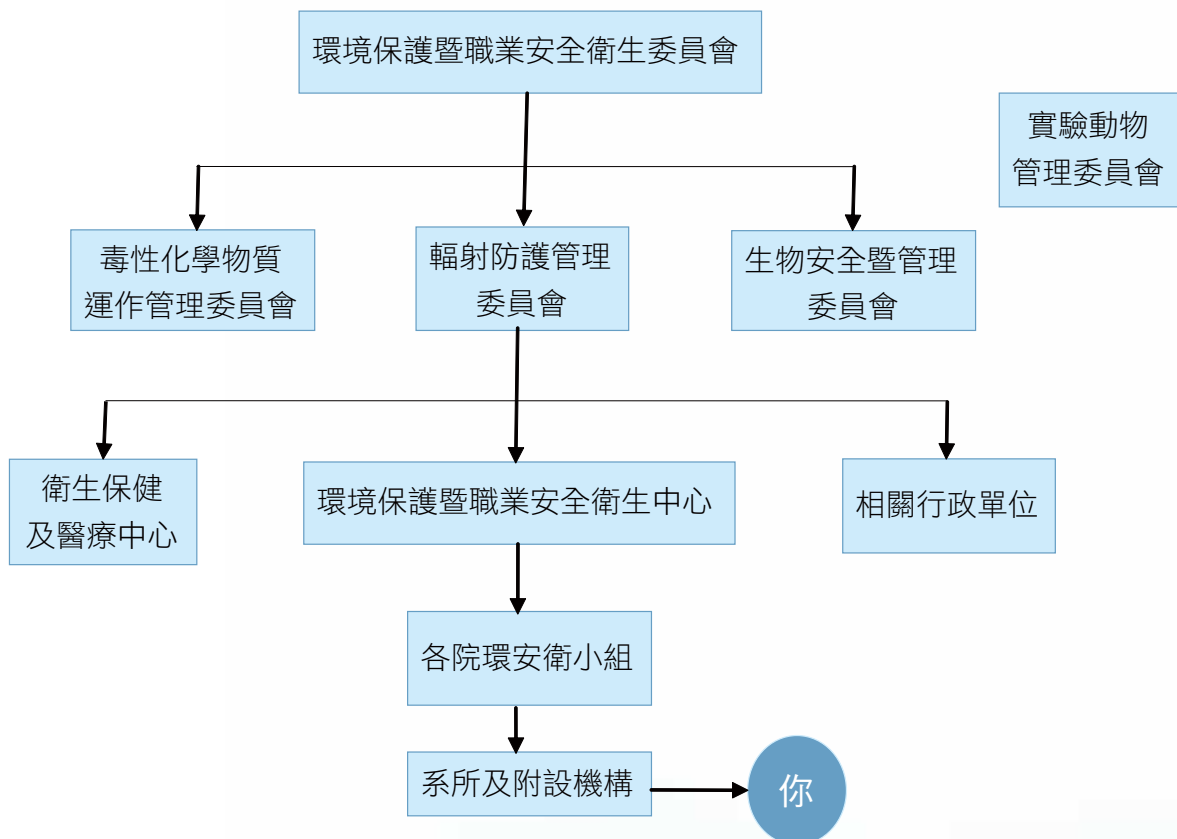 環境保護暨職業安全衛生委員會
實驗動物
管理委員會
毒性化學物質
運作管理委員會
輻射防護管理
委員會
生物安全暨管理
委員會
衛生保健
及醫療中心
環境保護暨職業安全衛生中心
相關行政單位
各院環安衛小組
系所及附設機構
你